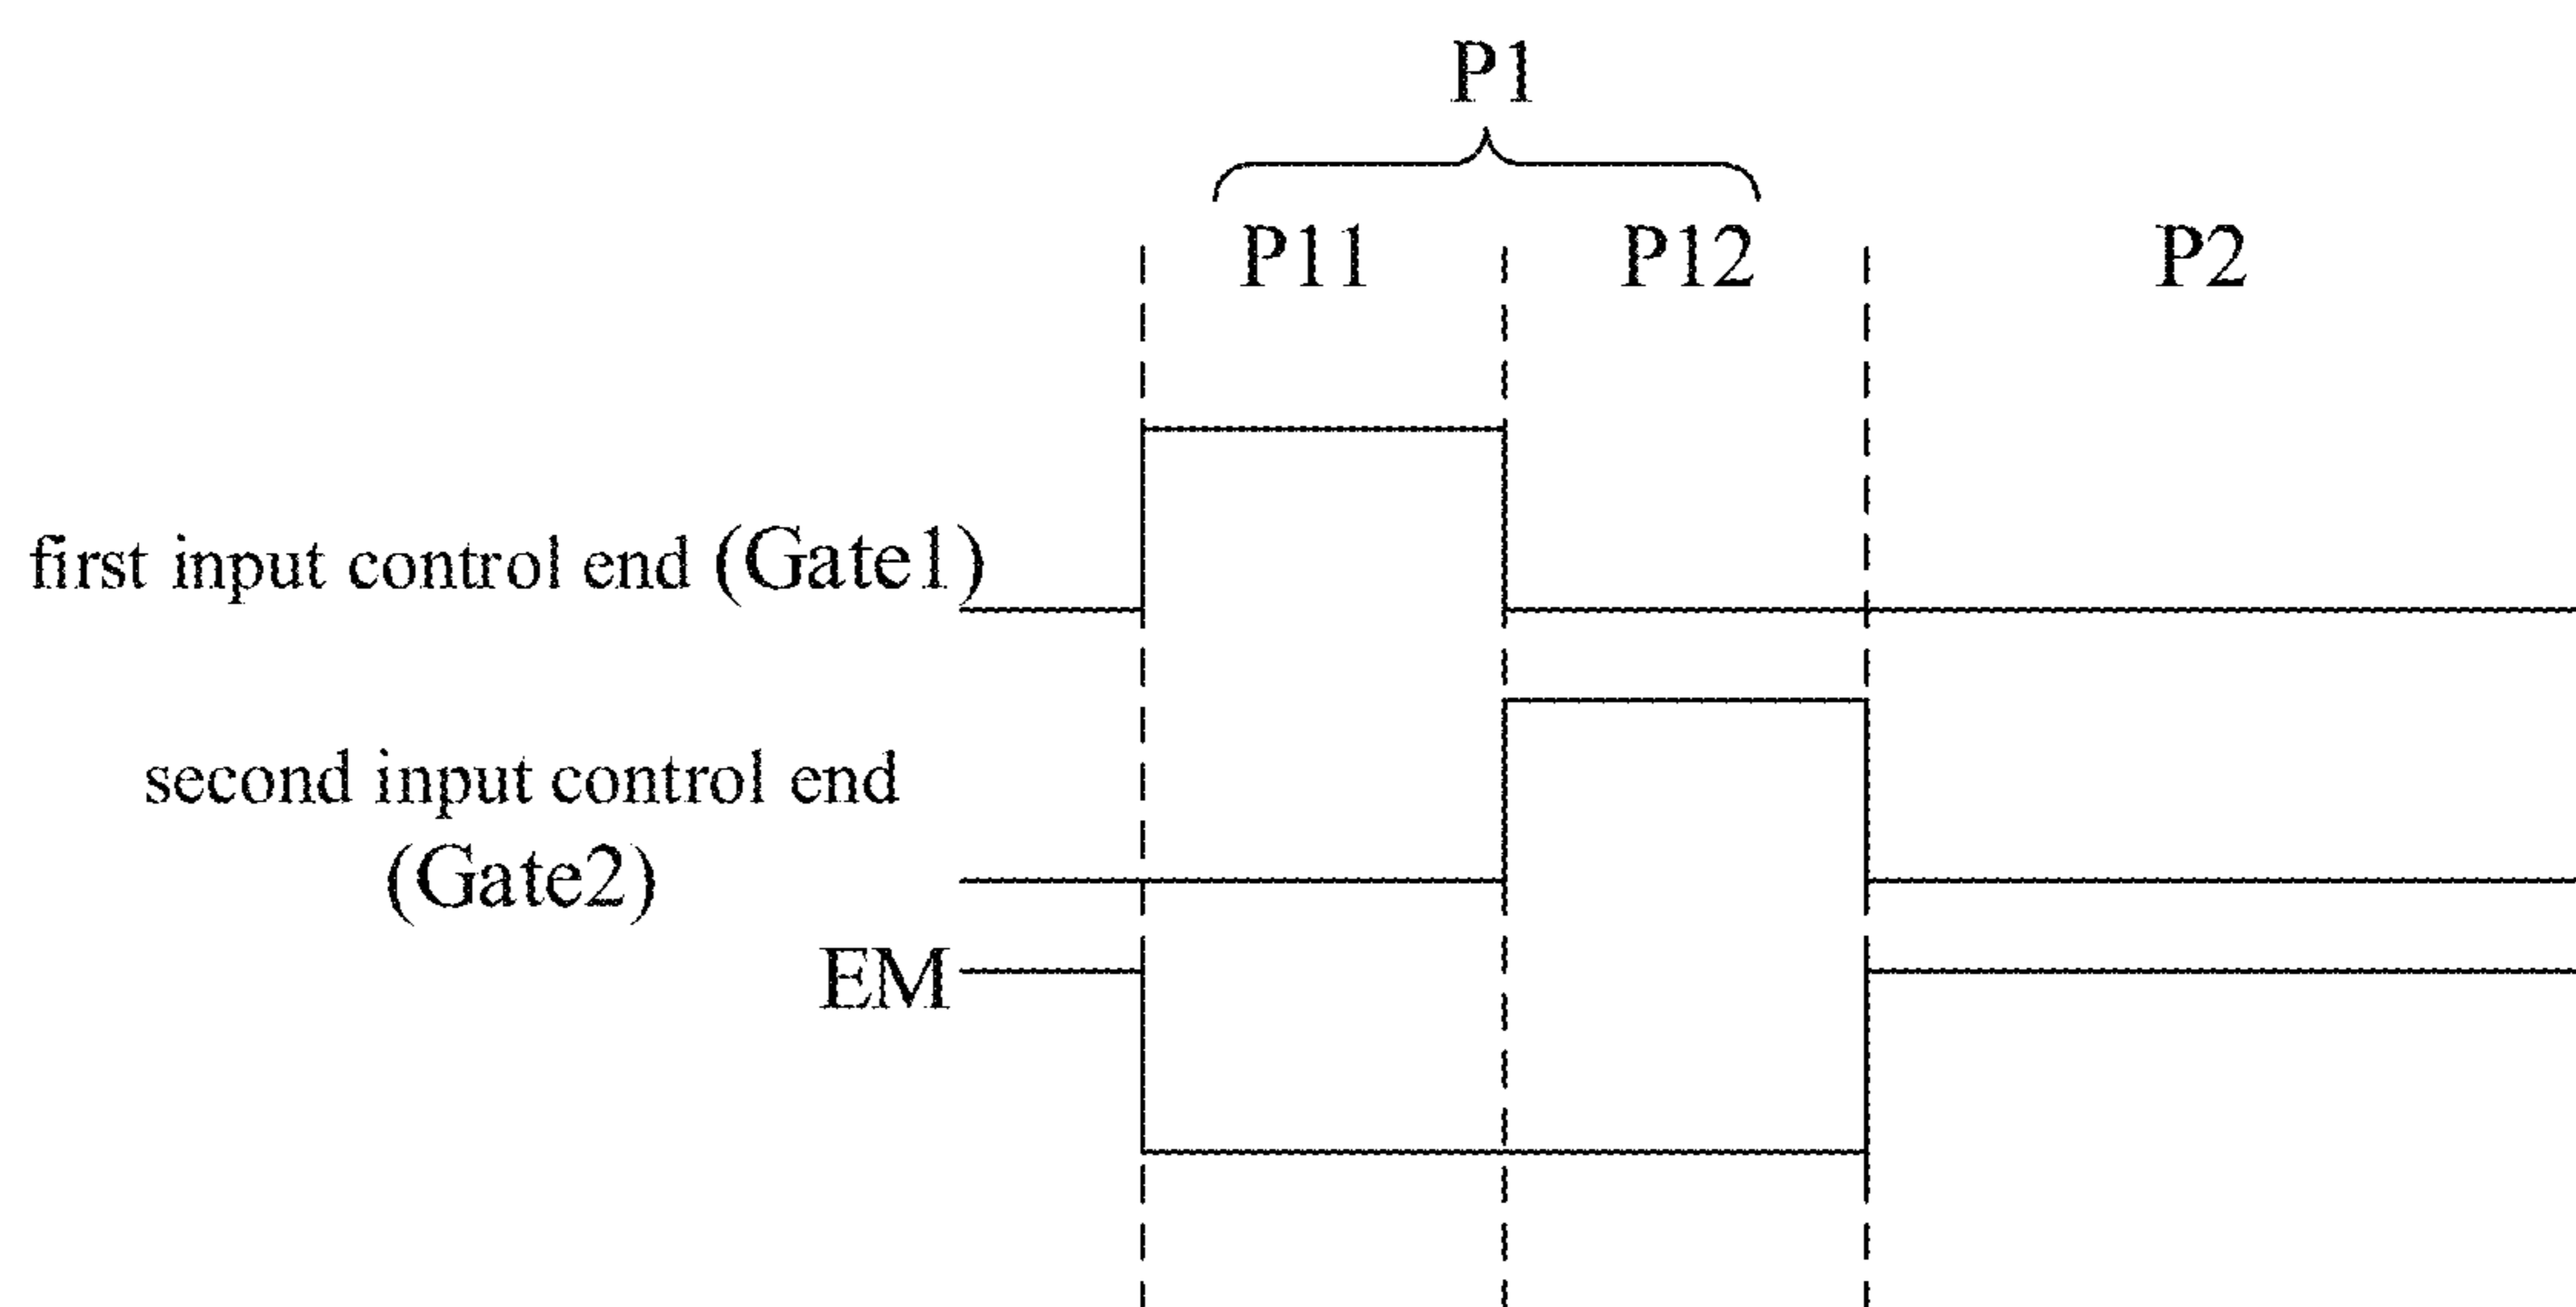 P1
P11 P12 P2
first input control end (Gate1)
second input control end
(Gate2)
EM